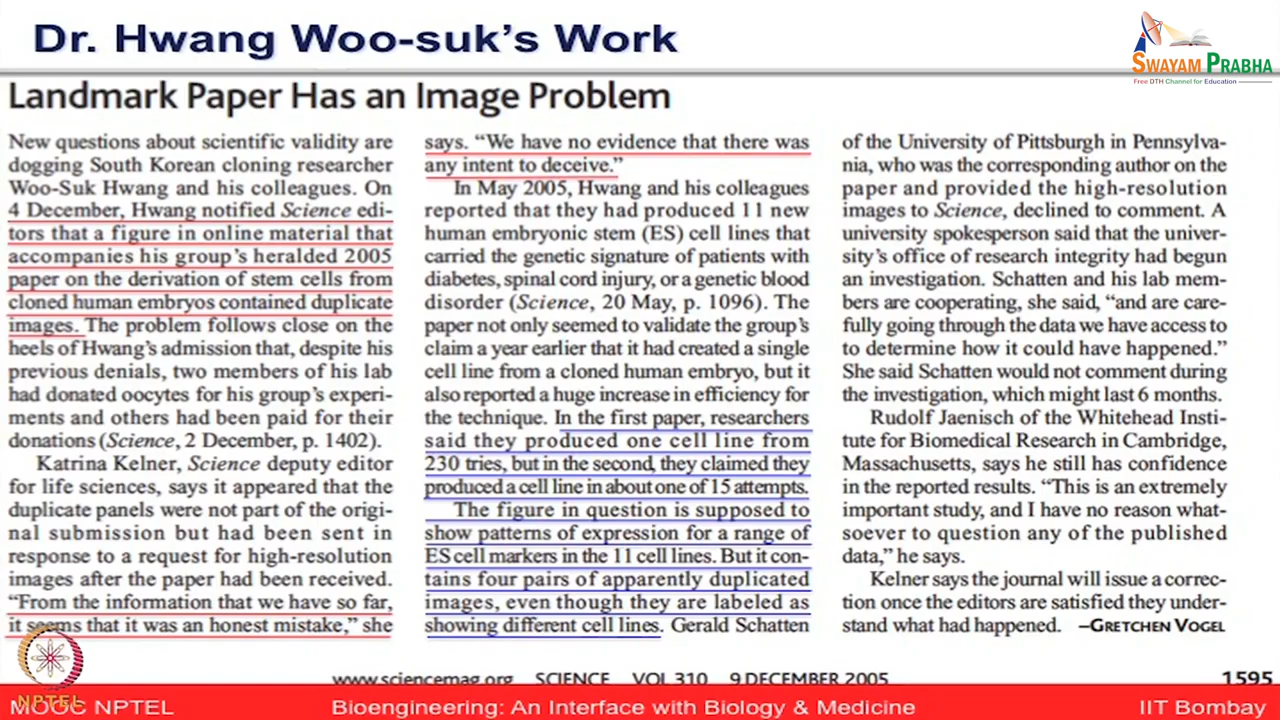 Dr. Hwang Woo-suk's Work
SWAYAM PRABHA
Free DTH Channel for Education
Landmark Paper Has an Image Problem
New questions about scientific validity are
dogging South Korean cloning researcher
Woo-Suk Hwang and his colleagues. On
4 December, Hwang notified Science edi-
tors that a figure in online material that
accompanies his group's heralded 2005
paper on the derivation of stem cells from
cloned human embryos contained duplicate
images. The problem follows close on the
heels of Hwang's admission that, despite his
previous denials, two members of his lab
had donated oocytes for his group's experi-
ments and others had been paid for their
donations (Science, 2 December, p. 1402).
Katrina Kelner, Science deputy editor
for life sciences, says it appeared that the
duplicate panels were not part of the origi-
nal submission but had been sent in
response to a request for high-resolution
images after the paper had been received.
"From the information that we have so far,
it seems that it was an honest mistake," she
says. "We have no evidence that there was
any intent to deceive."
In May 2005, Hwang and his colleagues
reported that they had produced 11 new
human embryonic stem (ES) cell lines that
carried the genetic signature of patients with
diabetes, spinal cord injury, or a genetic blood
disorder (Science, 20 May, p. 1096). The
paper not only seemed to validate the group's
claim a year earlier that it had created a single
cell line from a cloned human embryo, but it
also reported a huge increase in efficiency for
the technique. In the first paper, researchers
said they produced one cell line from
230 tries, but in the second, they claimed they
produced a cell line in about one of 15 attempts.
The figure in question is supposed to
show patterns of expression for a range of
ES cell markers in the 11 cell lines. But it con-
tains four pairs of apparently duplicated
images, even though they are labeled as
showing different cell lines. Gerald Schatten
of the University of Pittsburgh in Pennsylva-
nia, who was the corresponding author on the
paper and provided the high-resolution
images to Science, declined to comment. A
university spokesperson said that the univer-
sity's office of research integrity had begun
an investigation. Schatten and his lab mem-
bers are cooperating, she said, "and are care-
fully going through the data we have access to
to determine how it could have happened."
She said Schatten would not comment during
the investigation, which might last 6 months.
Rudolf Jaenisch of the Whitehead Insti-
tute for Biomedical Research in Cambridge,
Massachusetts, says he still has confidence
in the reported results. "This is an extremely
important study, and I have no reason what-
soever to question any of the published
data," he says.
Kelner says the journal will issue a correc-
tion once the editors are satisfied they under-
stand what had happened. –GRETCHEN VOGEL
www.sciencemag.org SCIENCE VOL 310 9 DECEMBER 2005 1595
NPTEL
MOOC NPTEL Bioengineering: An Interface with Biology & Medicine IIT Bombay